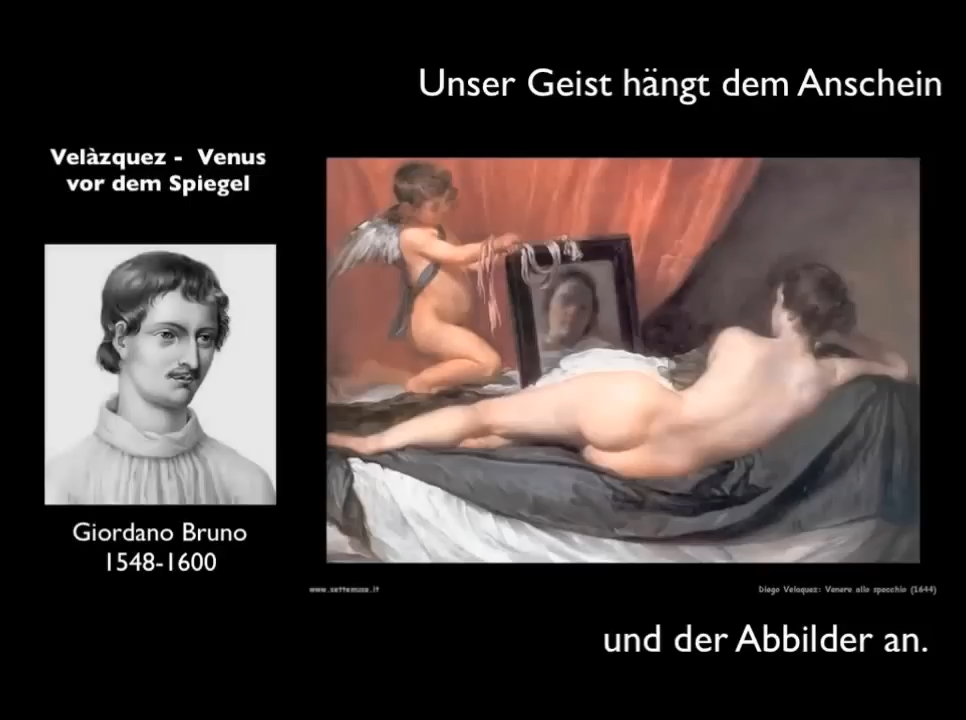 Unser Geist hängt dem Anschein
Velàzquez - Venus
vor dem Spiegel
Giordano Bruno
1548-1600
www.settemuse.it
Diego Velaquez: Venere allo specchio (1644)
und der Abbilder an.